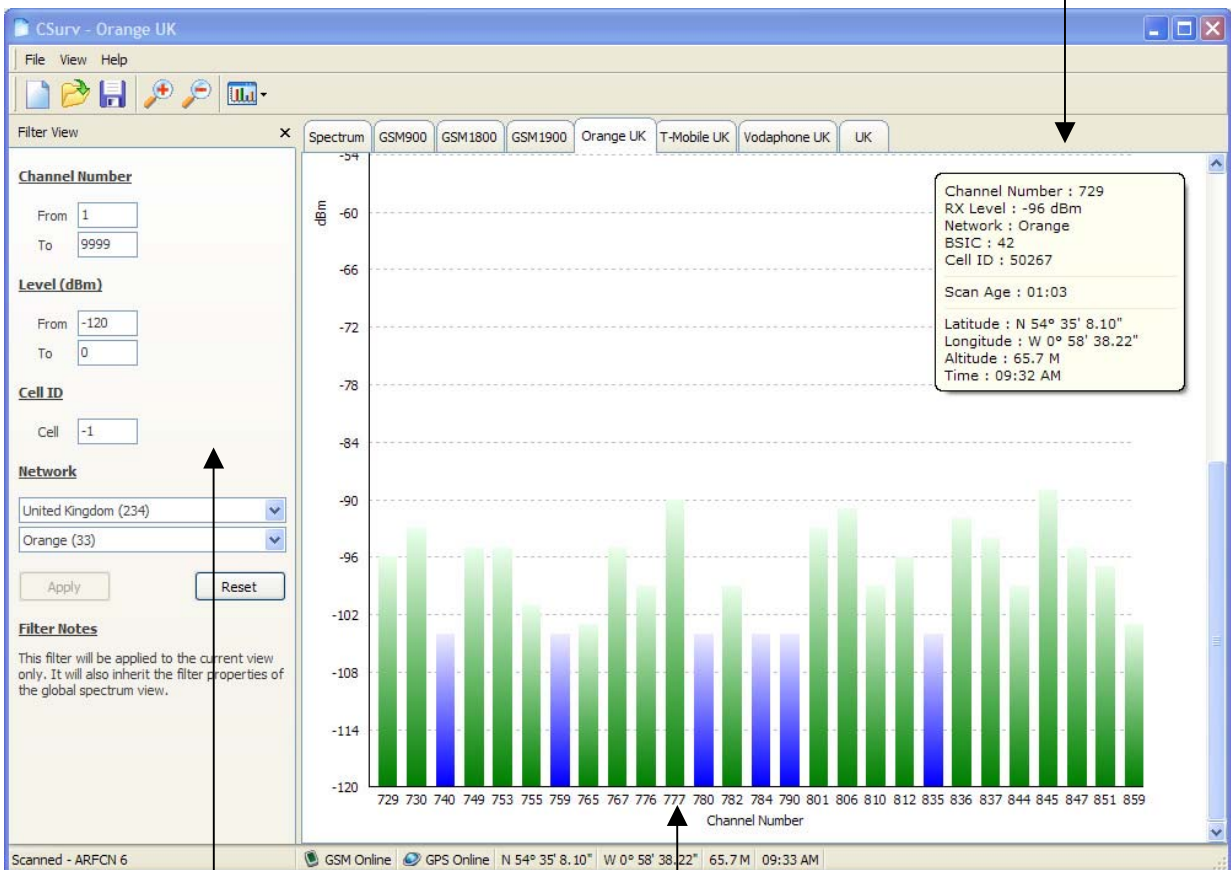 CSurv - Orange UK
File View Help
Filter View
Channel Number
From 1
To 9999
Level (dBm)
From -120
To 0
Cell ID
Cell -1
Network
United Kingdom (234)
Orange (33)
Apply Reset
Filter Notes
This filter will be applied to the current view
only. It will also inherit the filter properties of
the global spectrum view.
Spectrum GSM900 GSM1800 GSM1900 Orange UK T-Mobile UK Vodaphone UK UK
dBm
-54
-60
-66
-72
-78
-84
-90
-96
-102
-108
-114
-120
729 730 740 749 753 755 759 765 767 776 777 780 782 784 790 801 806 810 812 835 836 837 844 845 847 851 859
Channel Number
Channel Number : 729
RX Level : -96 dBm
Network : Orange
BSIC : 42
Cell ID : 50267
Scan Age : 01:03
Latitude : N 54º 35' 8.10"
Longitude : W 0º 58' 38.22"
Altitude : 65.7 M
Time : 09:32 AM
Scanned - ARFCN 6
GSM Online GPS Online N 54º 35' 8.10" W 0º 58' 38.22" 65.7 M 09:33 AM